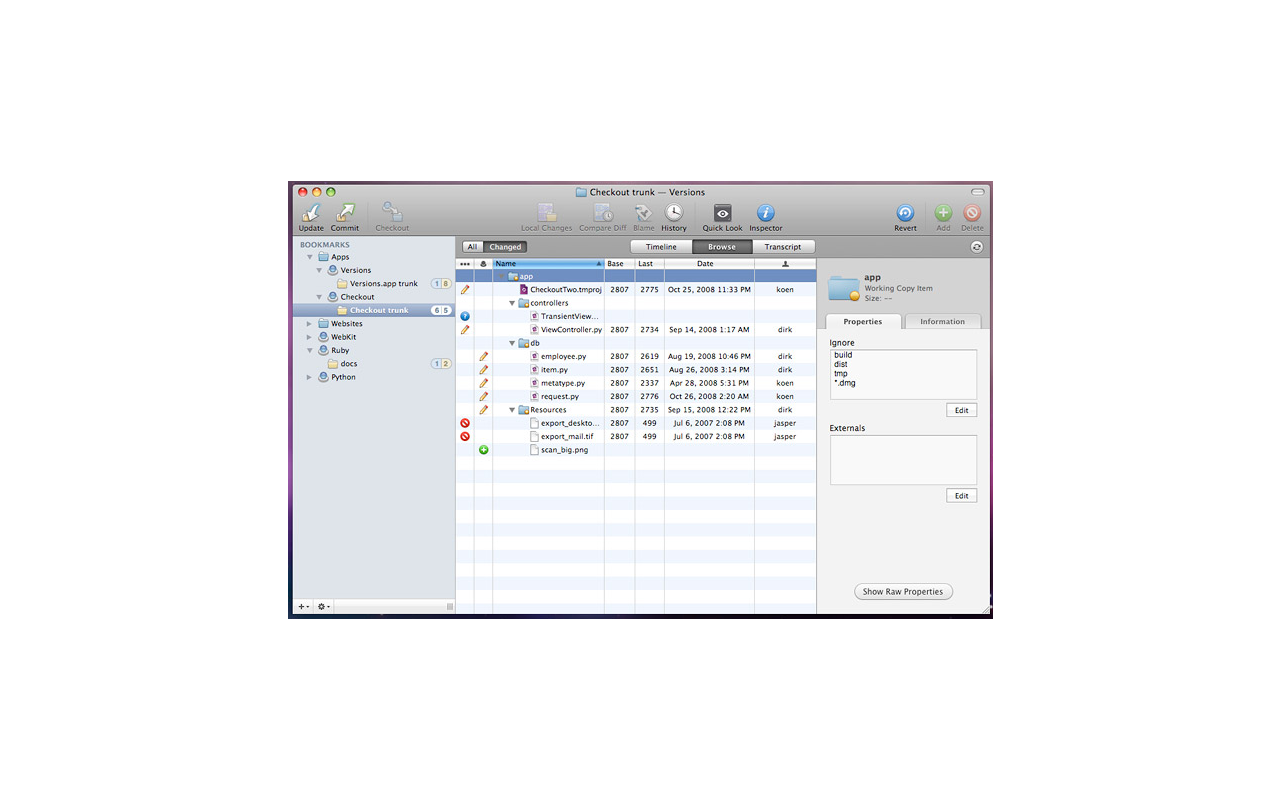 Checkout trunk — Versions
Update Commit Checkout Local Changes Compare Diff Blame History Quick Look Inspector Revert Add Delete
BOOKMARKS
Apps
Versions
Versions.app trunk 1 8
Checkout
Checkout trunk 6 5
Websites
WebKit
Ruby
docs 1 2
Python
All Changed Timeline Browse Transcript
Name Base Last Date
app
CheckoutTwo.tmproj 2807 2775 Oct 25, 2008 11:33 PM koen
controllers
TransientView...
ViewController.py 2807 2734 Sep 14, 2008 1:17 AM dirk
db
employee.py 2807 2619 Aug 19, 2008 10:46 PM dirk
item.py 2807 2651 Aug 26, 2008 3:14 PM dirk
metatype.py 2807 2337 Apr 28, 2008 5:31 PM koen
request.py 2807 2776 Oct 26, 2008 2:20 AM koen
Resources 2807 2735 Sep 15, 2008 12:22 PM dirk
export_deskto... 2807 499 Jul 6, 2007 2:08 PM jasper
export_mail.tif 2807 499 Jul 6, 2007 2:08 PM jasper
scan_big.png
app
Working Copy Item
Size: --
Properties Information
Ignore
build
dist
tmp
*.dmg
Edit
Externals
Edit
Show Raw Properties